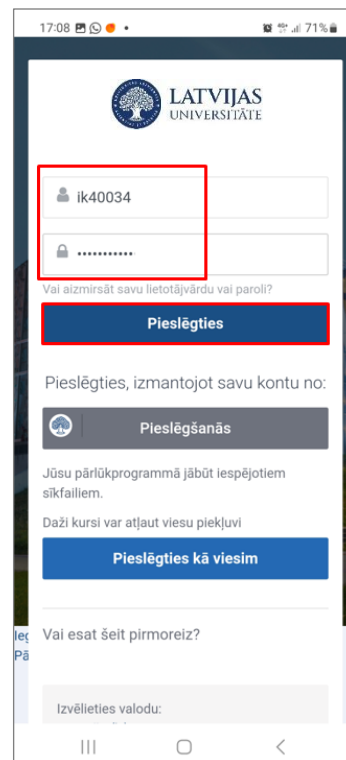 17:08
71%
LATVIJAS
UNIVERSITĀTE
ik40034
Vai aizmirsāt savu lietotājvārdu vai paroli?
Pieslēgties
Pieslēgties, izmantojot savu kontu no:
Pieslēgšanās
Jūsu pārlūkprogrammā jābūt iespējotiem
sīkfailiem.
Daži kursi var atļaut viesu piekļuvi
Pieslēgties kā viesim
Vai esat šeit pirmoreiz?
Izvēlieties valodu: